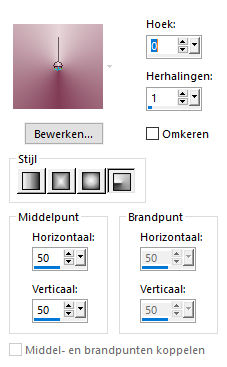 Hoek:
0
Herhalingen:
1
Bewerken...
Omkeren
Stijl
Middelpunt
Horizontaal:
50
Verticaal:
50
Brandpunt
Horizontaal:
50
Verticaal:
50
Middel- en brandpunten koppelen